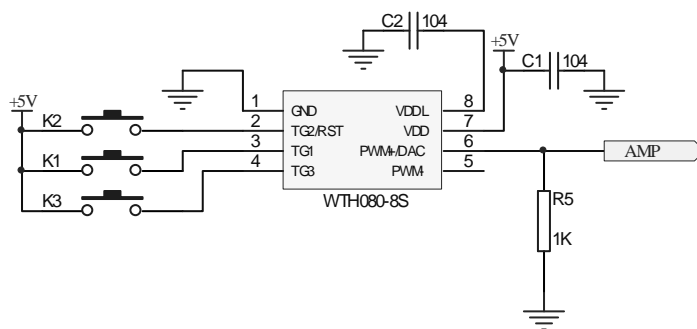 C2
104
+5V
C1
104
+5V
1
GND
VDDL
8
K2
2
TG2/RST
VDD
7
K1
3
TG1
PWM+/DAC
6
AMP
4
TG3
PWM-
5
K3
WTH080-8S
R5
1K